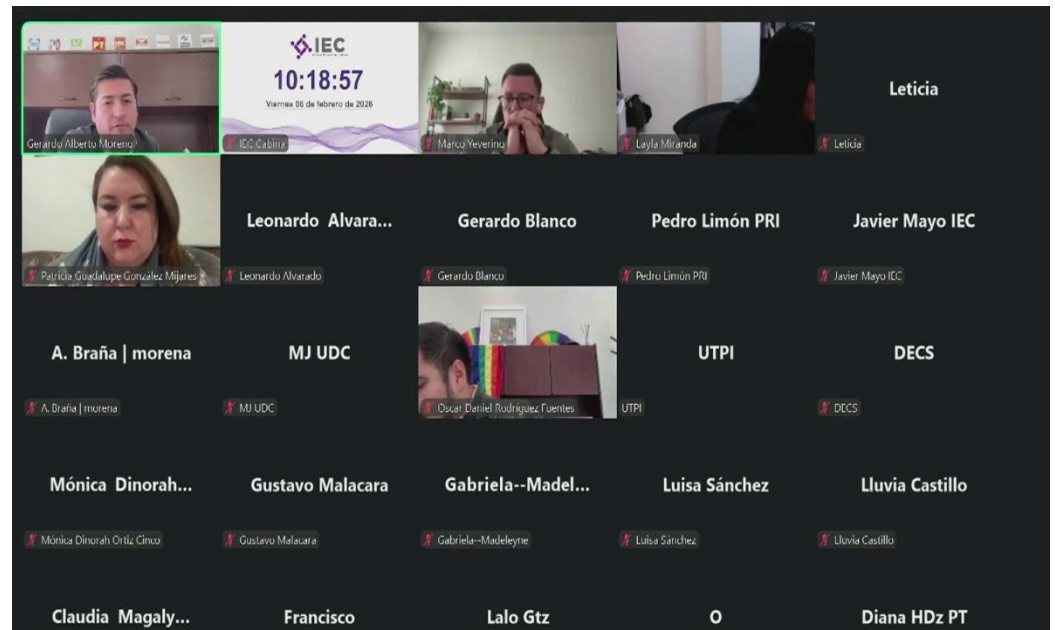 PT
IEC
10:18:57
Viernes 06 de febrero de 2026
Leticia
Gerardo Alberto Moreno
IEC Cabina
Marco Yeverino
Layla Miranda
Leticia
Leonardo Alvara...
Gerardo Blanco
Pedro Limón PRI
Javier Mayo IEC
Patricia Guadalupe González Mijares
Leonardo Alvarado
Gerardo Blanco
Pedro Limón PRI
Javier Mayo IEC
A. Braña | morena
MJ UDC
UTPI
DECS
A. Braña | morena
MJ UDC
Oscar Daniel Rodríguez Fuentes
UTPI
DECS
Mónica Dinorah...
Gustavo Malacara
Gabriela--Madel...
Luisa Sánchez
Lluvia Castillo
Mónica Dinorah Ortiz Cinco
Gustavo Malacara
Gabriela--Madeleyne
Luisa Sánchez
Lluvia Castillo
Claudia Magaly...
Francisco
Lalo Gtz
O
Diana HDz PT